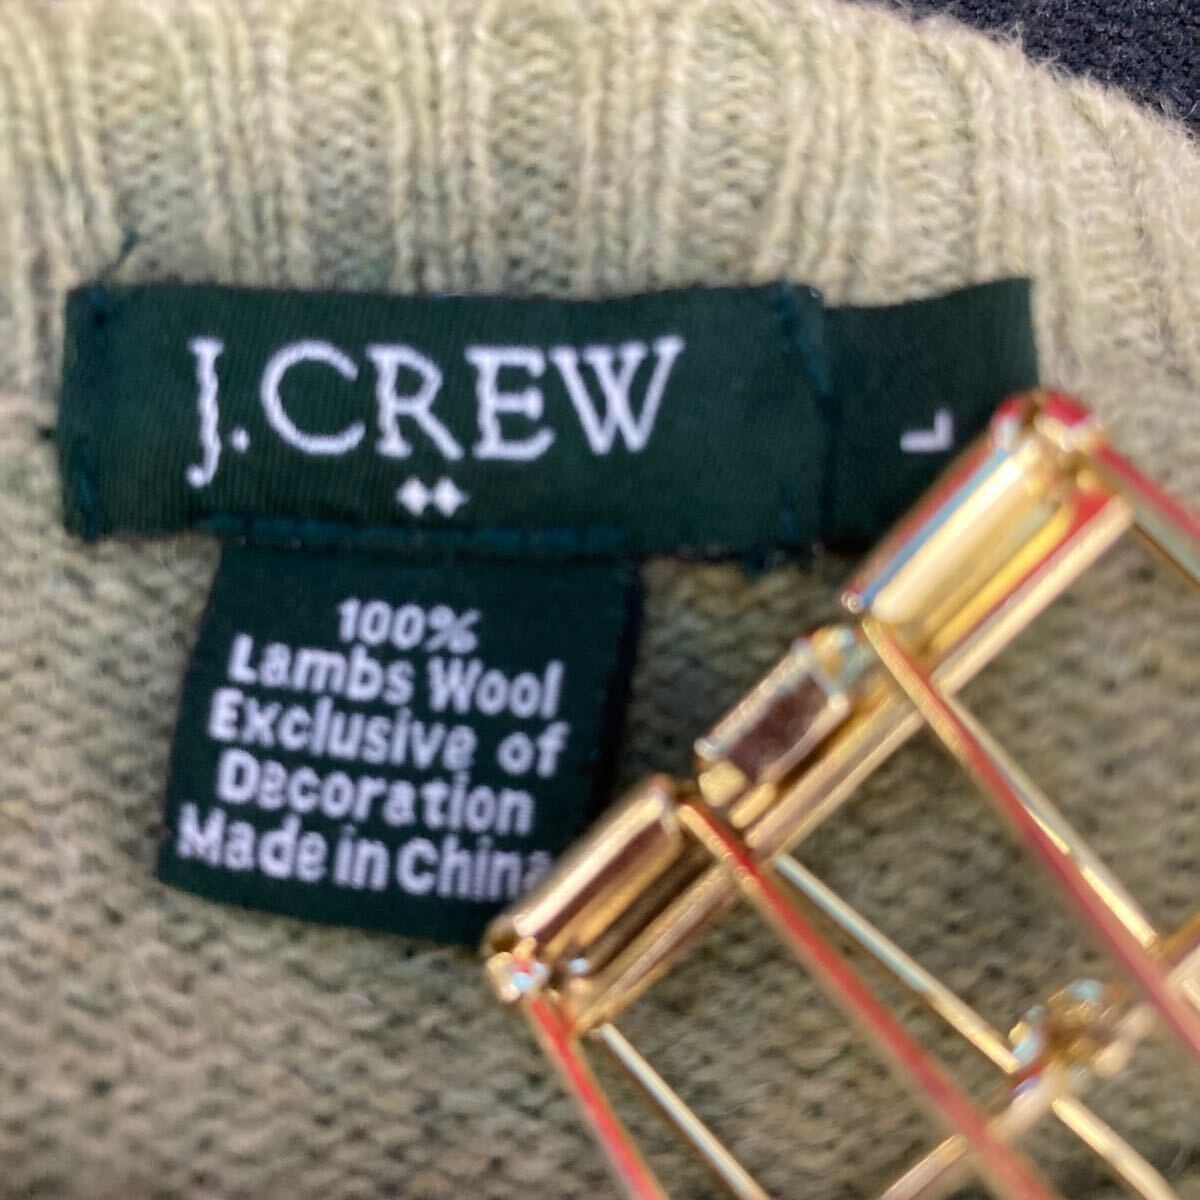 J.CREW
L
100%
Lambs Wool
Exclusive of
Decoration
Made in China